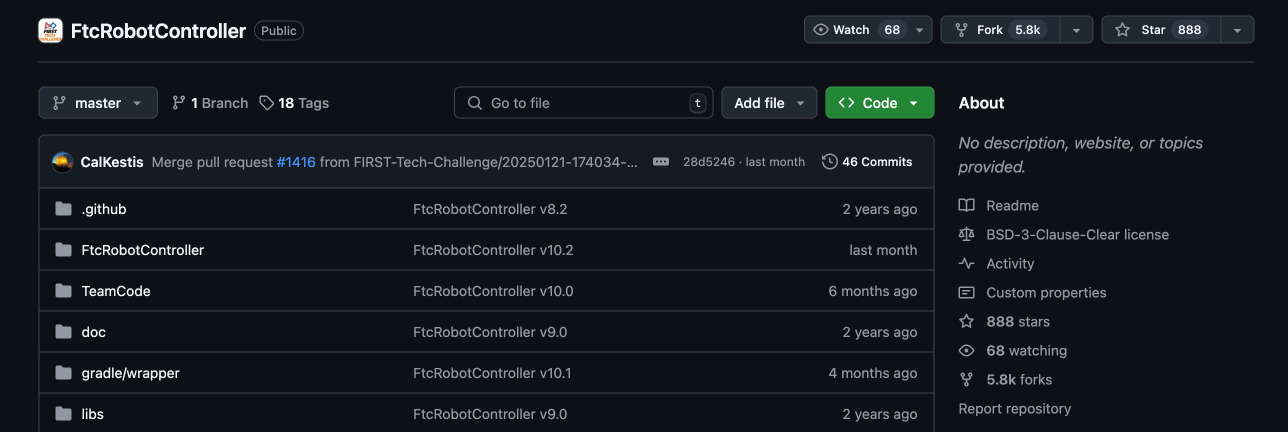 FtcRobotController Public
Watch 68
Fork 5.8k
Star 888
master
1 Branch
18 Tags
Go to file t
Add file
Code
CalKestis Merge pull request #1416 from FIRST-Tech-Challenge/20250121-174034-... 28d5246 · last month 46 Commits
.github FtcRobotController v8.2 2 years ago
FtcRobotController FtcRobotController v10.2 last month
TeamCode FtcRobotController v10.0 6 months ago
doc FtcRobotController v9.0 2 years ago
gradle/wrapper FtcRobotController v10.1 4 months ago
libs FtcRobotController v9.0 2 years ago
About
No description, website, or topics
provided.
Readme
BSD-3-Clause-Clear license
Activity
Custom properties
888 stars
68 watching
5.8k forks
Report repository